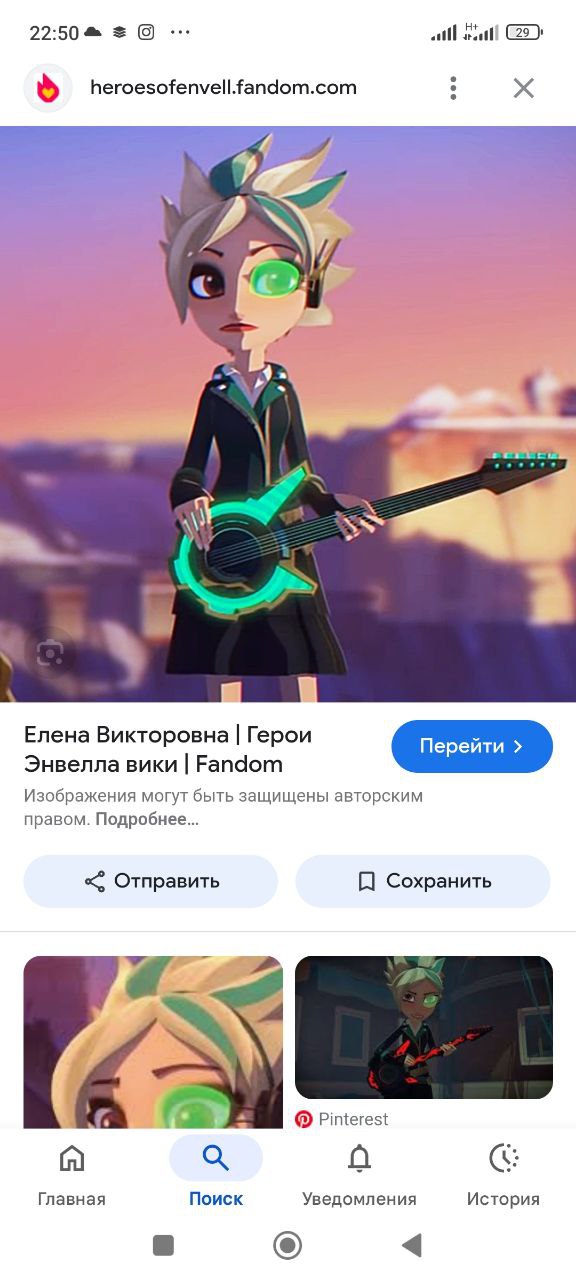 22:50
H+
29
heroesofenvell.fandom.com
Елена Викторовна | Герои
Энвелла вики | Fandom
Перейти
Изображения могут быть защищены авторским
правом. Подробнее...
Отправить
Сохранить
Pinterest
Главная
Поиск
Уведомления
История